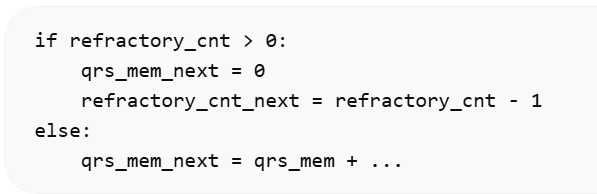 if refractory_cnt > 0:
    qrs_mem_next = 0
    refractory_cnt_next = refractory_cnt - 1
else:
    qrs_mem_next = qrs_mem + ...